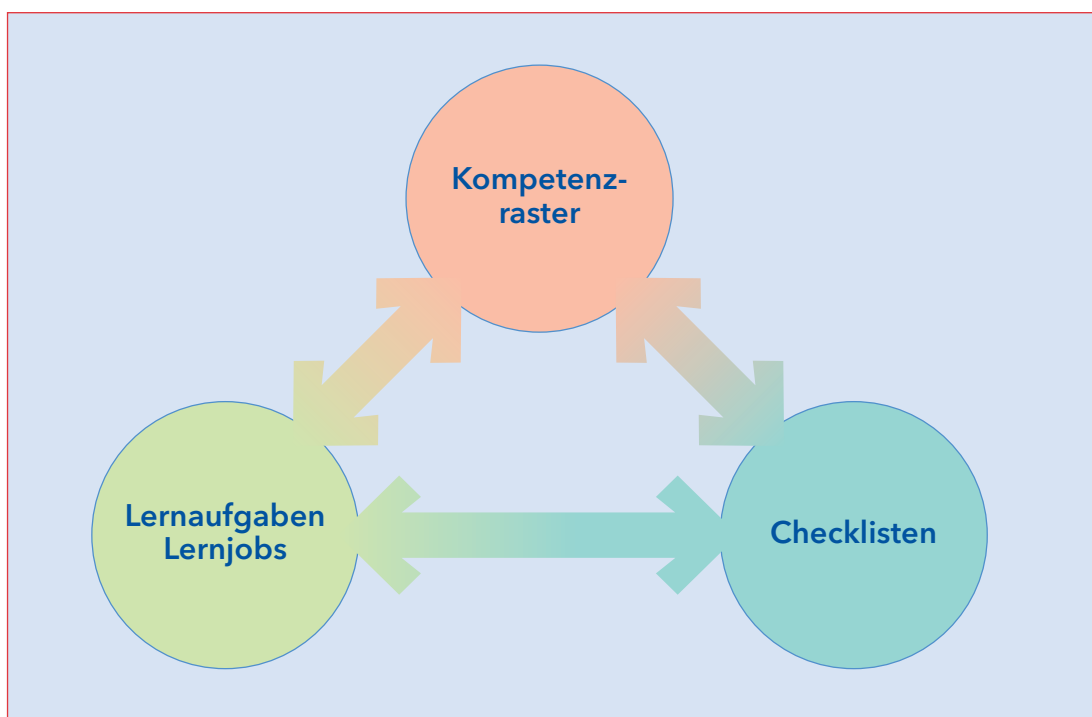 Kompetenz-
raster
Lernaufgaben
Lernjobs
Checklisten